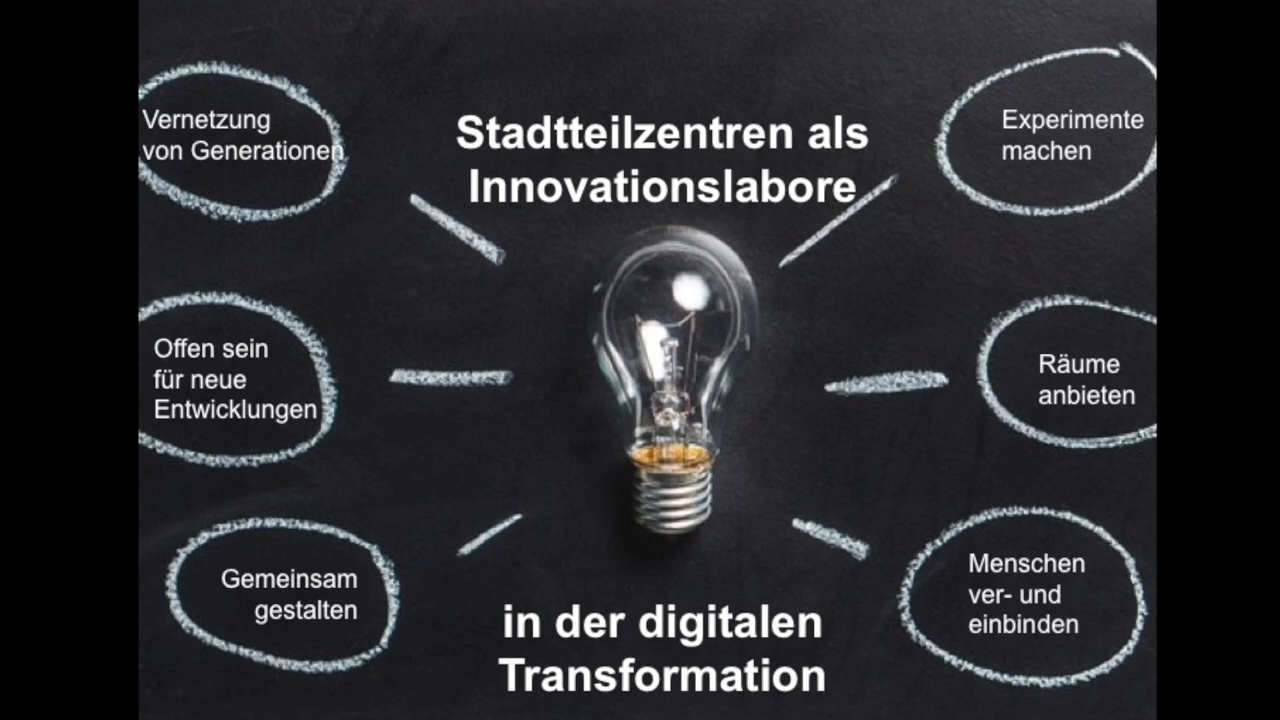 Stadtteilzentren als
Innovationslabore
Vernetzung
von Generationen
Experimente
machen
Offen sein
für neue
Entwicklungen
Räume
anbieten
Gemeinsam
gestalten
Menschen
ver- und
einbinden
in der digitalen
Transformation